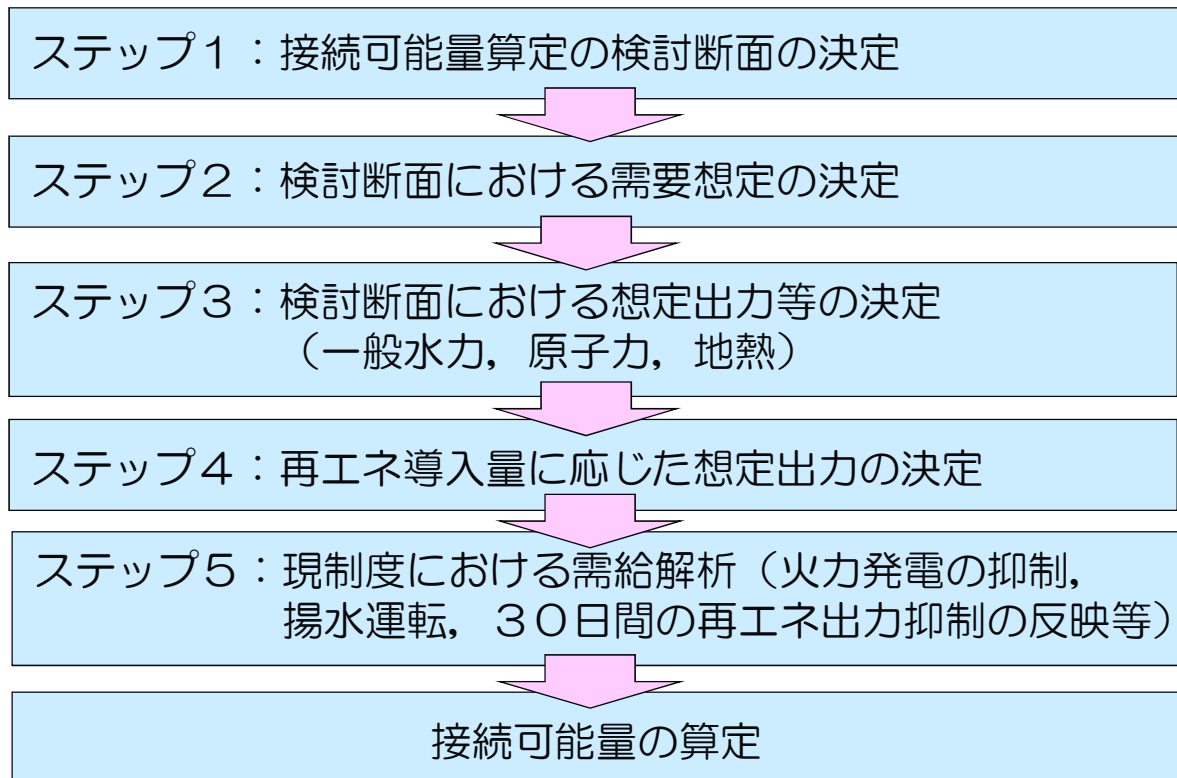 ステップ１：接続可能量算定の検討断面の決定
ステップ２：検討断面における需要想定の決定
ステップ３：検討断面における想定出力等の決定
（一般水力，原子力，地熱）
ステップ４：再エネ導入量に応じた想定出力の決定
ステップ５：現制度における需給解析（火力発電の抑制，
揚水運転，３０日間の再エネ出力抑制の反映等）
接続可能量の算定